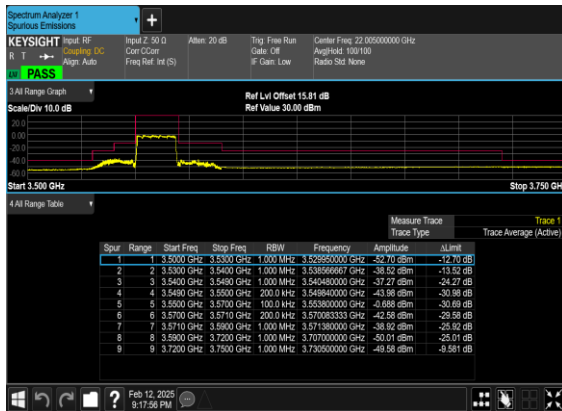 Spectrum Analyzer 1
Spurious Emissions
+
KEYSIGHT Input: RF Input Z: 50 Ω Atten: 20 dB Trig: Free Run Center Freq: 22.005000000 GHz
R T Coupling: DC Corr CCorr Gate: Off Avg|Hold: 100/100
Align: Auto Freq Ref: Int (S) IF Gain: Low Radio Std: None
PASS
3 All Range Graph
Ref Lvl Offset 15.81 dB
Scale/Div 10.0 dB Ref Value 30.00 dBm
20.0
0.00
-20.0
-40.0
-60.0
Start 3.500 GHz Stop 3.750 GH
4 All Range Table
Measure Trace Trace 1
Trace Type Trace Average (Active)
Spur Range Start Freq Stop Freq RBW Frequency Amplitude ΔLimit
1 1 3.5000 GHz 3.5300 GHz 1.000 MHz 3.529950000 GHz -52.70 dBm -12.70 dB
2 2 3.5300 GHz 3.5400 GHz 1.000 MHz 3.538566667 GHz -38.52 dBm -13.52 dB
3 3 3.5400 GHz 3.5490 GHz 1.000 MHz 3.540480000 GHz -37.27 dBm -24.27 dB
4 4 3.5490 GHz 3.5500 GHz 200.0 kHz 3.549840000 GHz -43.98 dBm -30.98 dB
5 5 3.5500 GHz 3.5700 GHz 100.0 kHz 3.553800000 GHz -0.688 dBm -30.69 dB
6 6 3.5700 GHz 3.5710 GHz 200.0 kHz 3.570083333 GHz -42.58 dBm -29.58 dB
7 7 3.5710 GHz 3.5900 GHz 1.000 MHz 3.571380000 GHz -38.92 dBm -25.92 dB
8 8 3.5900 GHz 3.7200 GHz 1.000 MHz 3.707000000 GHz -50.01 dBm -25.01 dB
9 9 3.7200 GHz 3.7500 GHz 1.000 MHz 3.730500000 GHz -49.58 dBm -9.581 dB
? Feb 12, 2025
9:17:56 PM